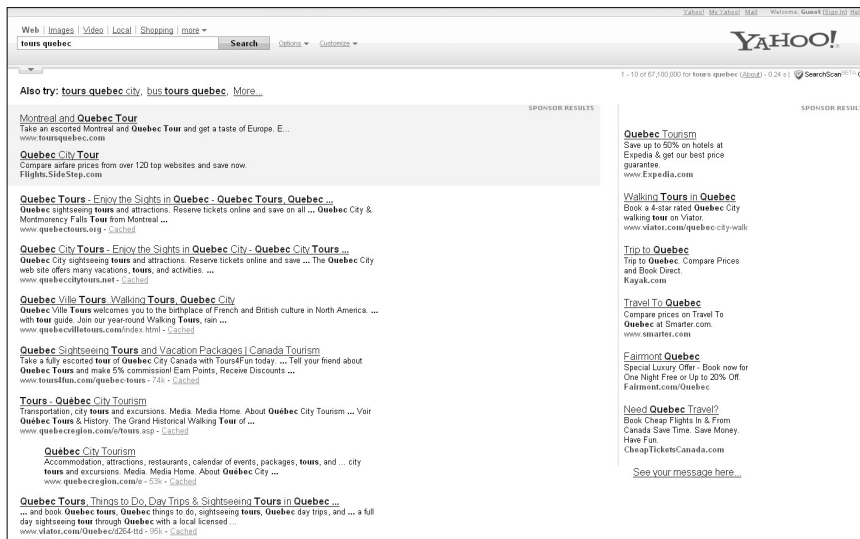 Yahoo! My Yahoo! Mail Welcome, Guest [Sign In] Hel
Web | Images | Video | Local | Shopping | more
tours quebec Search Options Customize
YAHOO!
1 - 10 of 67,100,000 for tours quebec (About) - 0.24 s | SearchScan BETA
Also try: tours quebec city, bus tours quebec, More...
SPONSOR RESULTS
Montreal and Quebec Tour
Take an escorted Montreal and Quebec Tour and get a taste of Europe. E...
www.toursquebec.com
Quebec City Tour
Compare airfare prices from over 120 top websites and save now.
Flights.SideStep.com
Quebec Tours - Enjoy the Sights in Quebec - Quebec Tours, Quebec ...
Quebec sightseeing tours and attractions. Reserve tickets online and save on all ... Quebec City &
Montmorency Falls Tour from Montreal ...
www.quebectours.org - Cached
Quebec City Tours - Enjoy the Sights in Quebec City - Quebec City Tours ...
Quebec City sightseeing tours and attractions. Reserve tickets online and save ... The Quebec City
web site offers many vacations, tours, and activities. ...
www.quebeccitytours.net - Cached
Quebec Ville Tours..Walking Tours, Quebec City
Quebec Ville Tours welcomes you to the birthplace of French and British culture in North America. ...
with tour guide. Join our year-round Walking Tours, rain ...
www.quebecvilletours.com/index.html - Cached
Quebec Sightseeing Tours and Vacation Packages | Canada Tourism
Take a fully escorted tour of Quebec City Canada with Tours4Fun today. ... Tell your friend about
Quebec Tours and make 5% commission! Earn Points, Receive Discounts ...
www.tours4fun.com/quebec-tours - 74k - Cached
Tours - Québec City Tourism
Transportation, city tours and excursions. Media. Media Home. About Québec City Tourism ... Voir
Québec Tours & History. The Grand Historical Walking Tour of ...
www.quebecregion.com/e/tours.asp - Cached
Québec City Tourism
Accommodation, attractions, restaurants, calendar of events, packages, tours, and ... city
tours and excursions. Media. Media Home. About Québec City ...
www.quebecregion.com/e - 53k - Cached
Quebec Tours, Things to Do, Day Trips & Sightseeing Tours in Quebec ...
... and book Quebec tours, Quebec things to do, sightseeing tours, Quebec day trips, and ... a full
day sightseeing tour through Quebec with a local licensed ...
www.viator.com/Quebec/d264-ttd - 95k - Cached
SPONSOR RESUL
Quebec Tourism
Save up to 50% on hotels at
Expedia & get our best price
guarantee.
www.Expedia.com
Walking Tours in Quebec
Book a 4-star rated Quebec City
walking tour on Viator.
www.viator.com/quebec-city-walk
Trip to Quebec
Trip to Quebec. Compare Prices
and Book Direct.
Kayak.com
Travel To Quebec
Compare prices on Travel To
Quebec at Smarter.com.
www.smarter.com
Fairmont Quebec
Special Luxury Offer - Book now for
One Night Free or Up to 20% Off.
Fairmont.com/Quebec
Need Quebec Travel?
Book Cheap Flights In & From
Canada Save Time. Save Money.
Have Fun.
CheapTicketsCanada.com
See your message here...